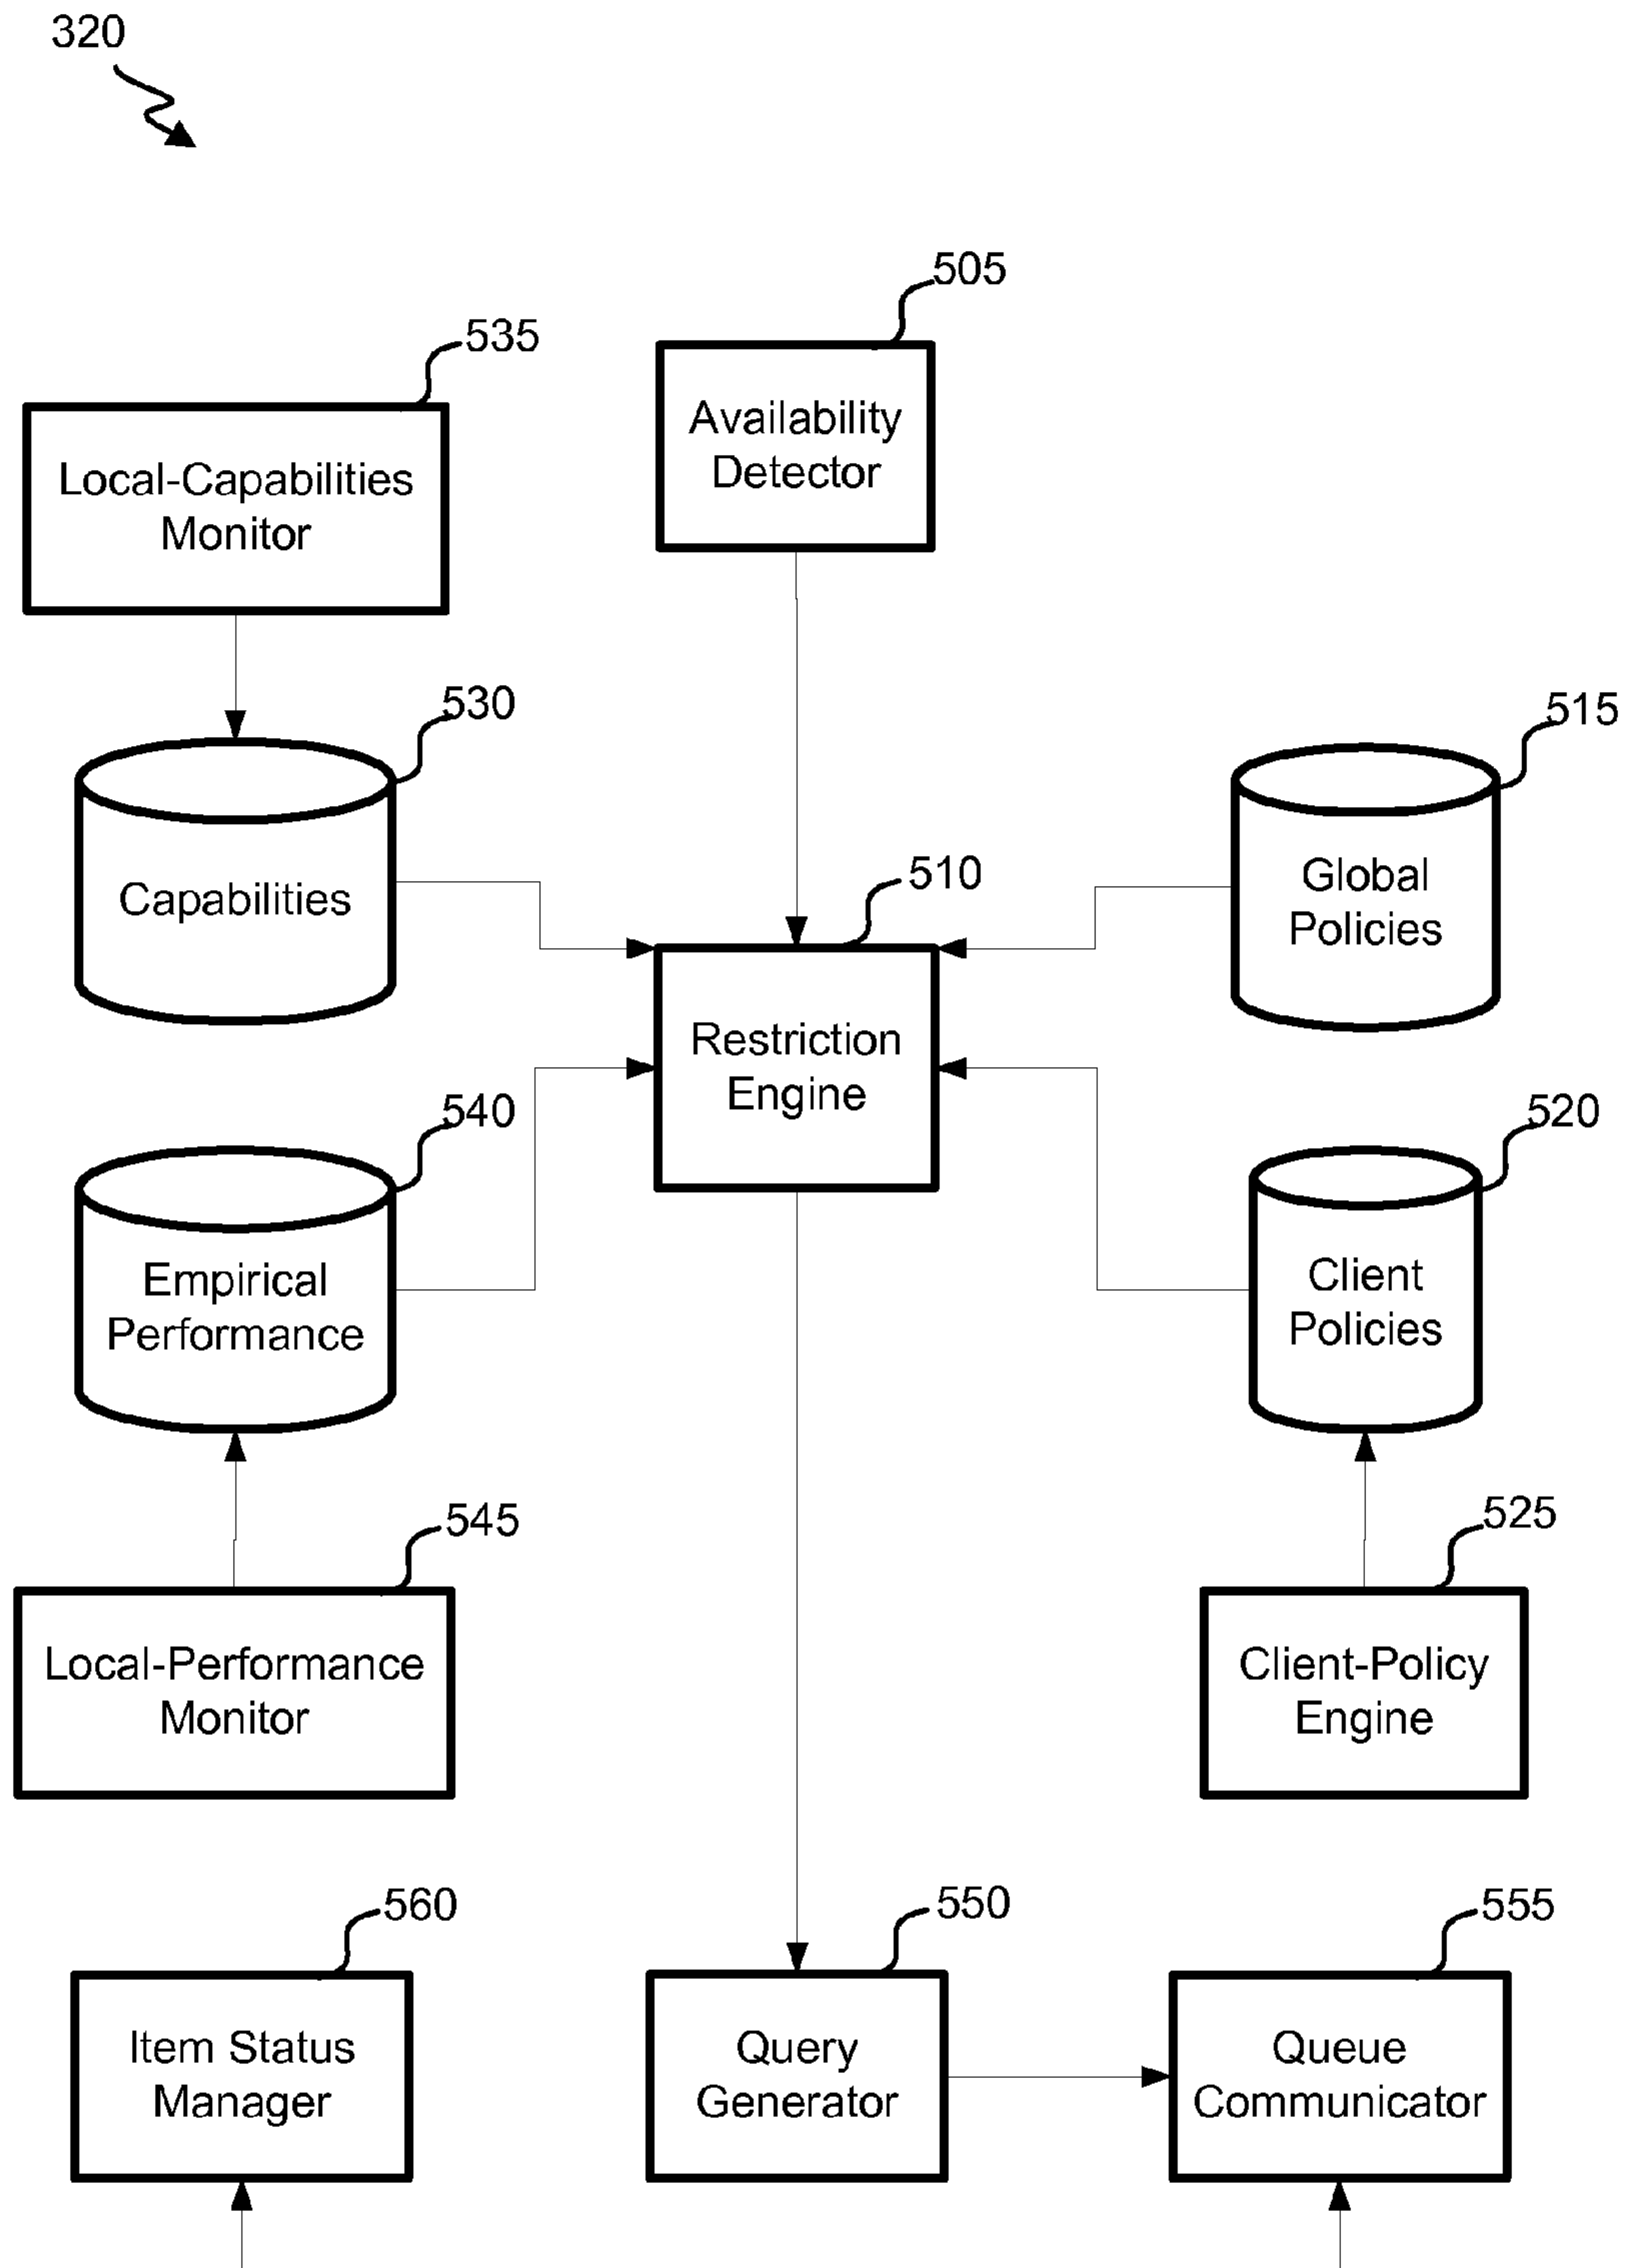 320
505
535
Availability
Detector
Local-Capabilities
Monitor
530
515
510
Capabilities
Global
Policies
Restriction
Engine
540
520
Empirical
Performance
Client
Policies
545
525
Local-Performance
Monitor
Client-Policy
Engine
560
550
555
Item Status
Manager
Query
Generator
Queue
Communicator